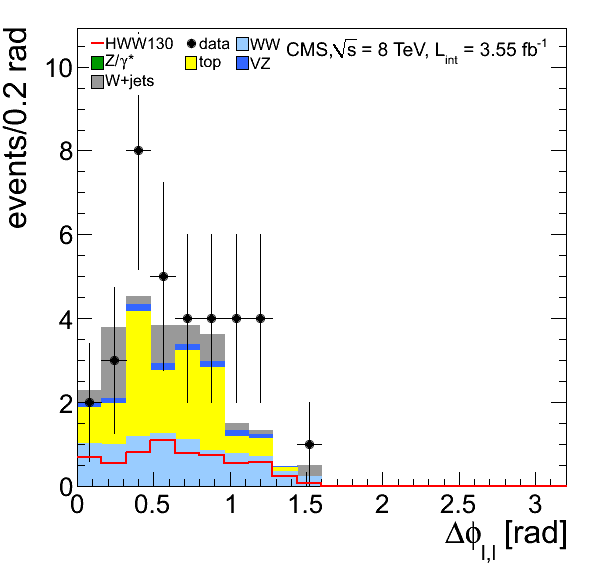 HWW130 data WW CMS,√s = 8 TeV, L_int = 3.55 fb⁻¹
Z/γ* top VZ
W+jets
events/0.2 rad
10
8
6
4
2
0
0 0.5 1 1.5 2 2.5 3
Δϕ_l,l [rad]